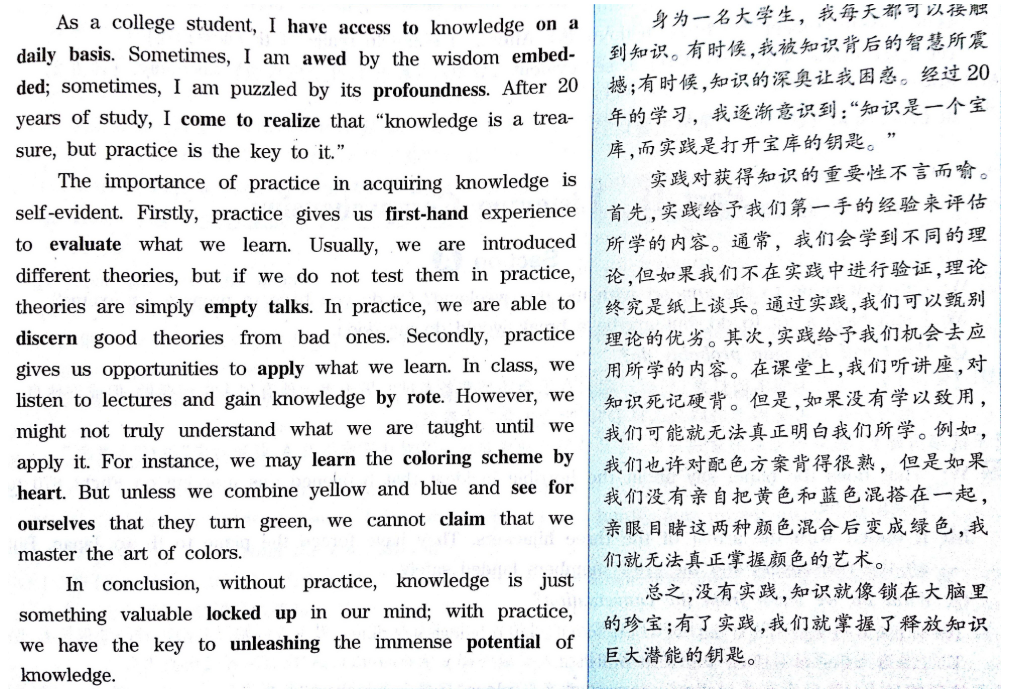 As a college student, I have access to knowledge on a
daily basis. Sometimes, I am awed by the wisdom embed-
ded; sometimes, I am puzzled by its profoundness. After 20
years of study, I come to realize that “knowledge is a trea-
sure, but practice is the key to it.”
The importance of practice in acquiring knowledge is
self-evident. Firstly, practice gives us first-hand experience
to evaluate what we learn. Usually, we are introduced
different theories, but if we do not test them in practice,
theories are simply empty talks. In practice, we are able to
discern good theories from bad ones. Secondly, practice
gives us opportunities to apply what we learn. In class, we
listen to lectures and gain knowledge by rote. However, we
might not truly understand what we are taught until we
apply it. For instance, we may learn the coloring scheme by
heart. But unless we combine yellow and blue and see for
ourselves that they turn green, we cannot claim that we
master the art of colors.
In conclusion, without practice, knowledge is just
something valuable locked up in our mind; with practice,
we have the key to unleashing the immense potential of
knowledge.
身为一名大学生，我每天都可以接触
到知识。有时候，我被知识背后的智慧所震
撼；有时候，知识的深奥让我困惑。经过 20
年的学习，我逐渐意识到：“知识是一个宝
库，而实践是打开宝库的钥匙。”
实践对获得知识的重要性不言而喻。
首先，实践给予我们第一手的经验来评估
所学的内容。通常，我们会学到不同的理
论，但如果我们不在实践中进行验证，理论
终究是纸上谈兵。通过实践，我们可以甄别
理论的优劣。其次，实践给予我们机会去应
用所学的内容。在课堂上，我们听讲座，对
知识死记硬背。但是，如果没有学以致用，
我们可能就无法真正明白我们所学。例如，
我们也许对配色方案背得很熟，但是如果
我们没有亲自把黄色和蓝色混搭在一起，
亲眼目睹这两种颜色混合后变成绿色，我
们就无法真正掌握颜色的艺术。
总之，没有实践，知识就像锁在大脑里
的珍宝；有了实践，我们就掌握了释放知识
巨大潜能的钥匙。